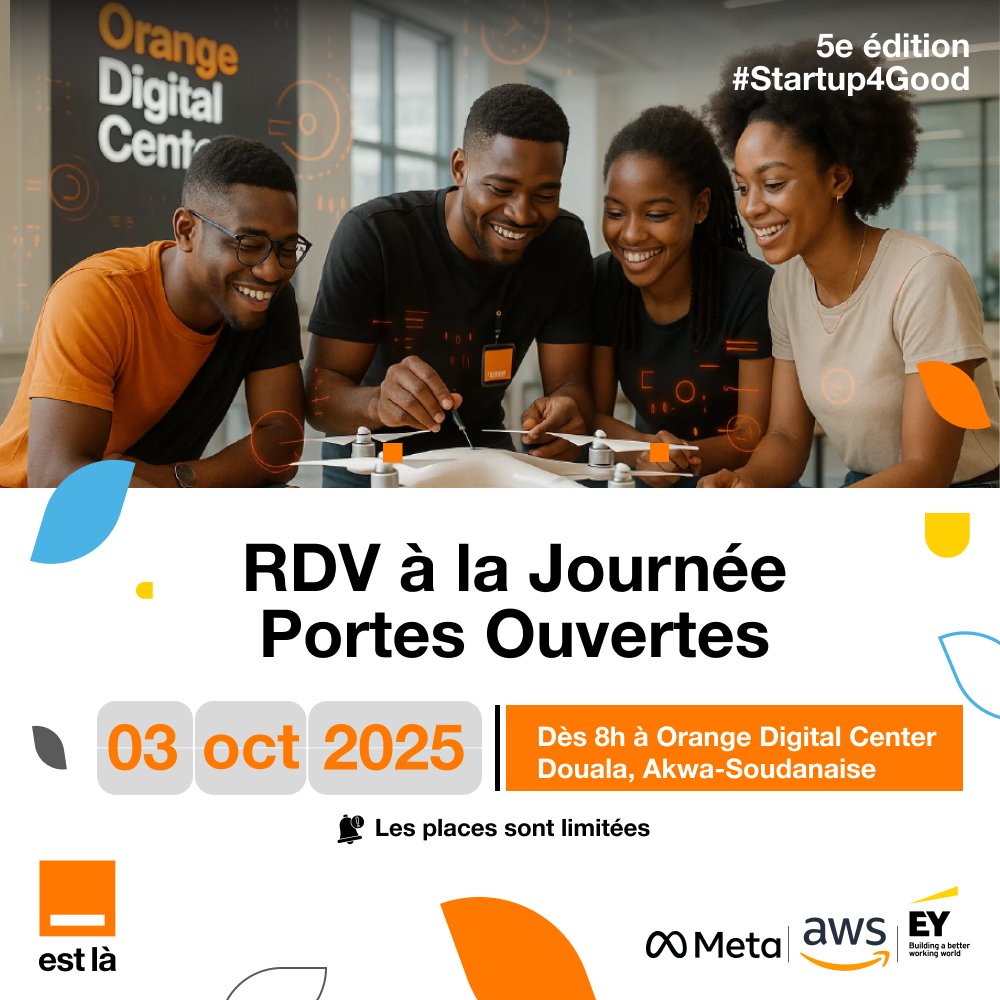 Orange
Digital
Center
5e édition
#Startup4Good
RDV à la Journée
Portes Ouvertes
03 oct 2025
Dès 8h à Orange Digital Center
Douala, Akwa-Soudanaise
Les places sont limitées
est là
Meta
aws
EY
Building a better
working world